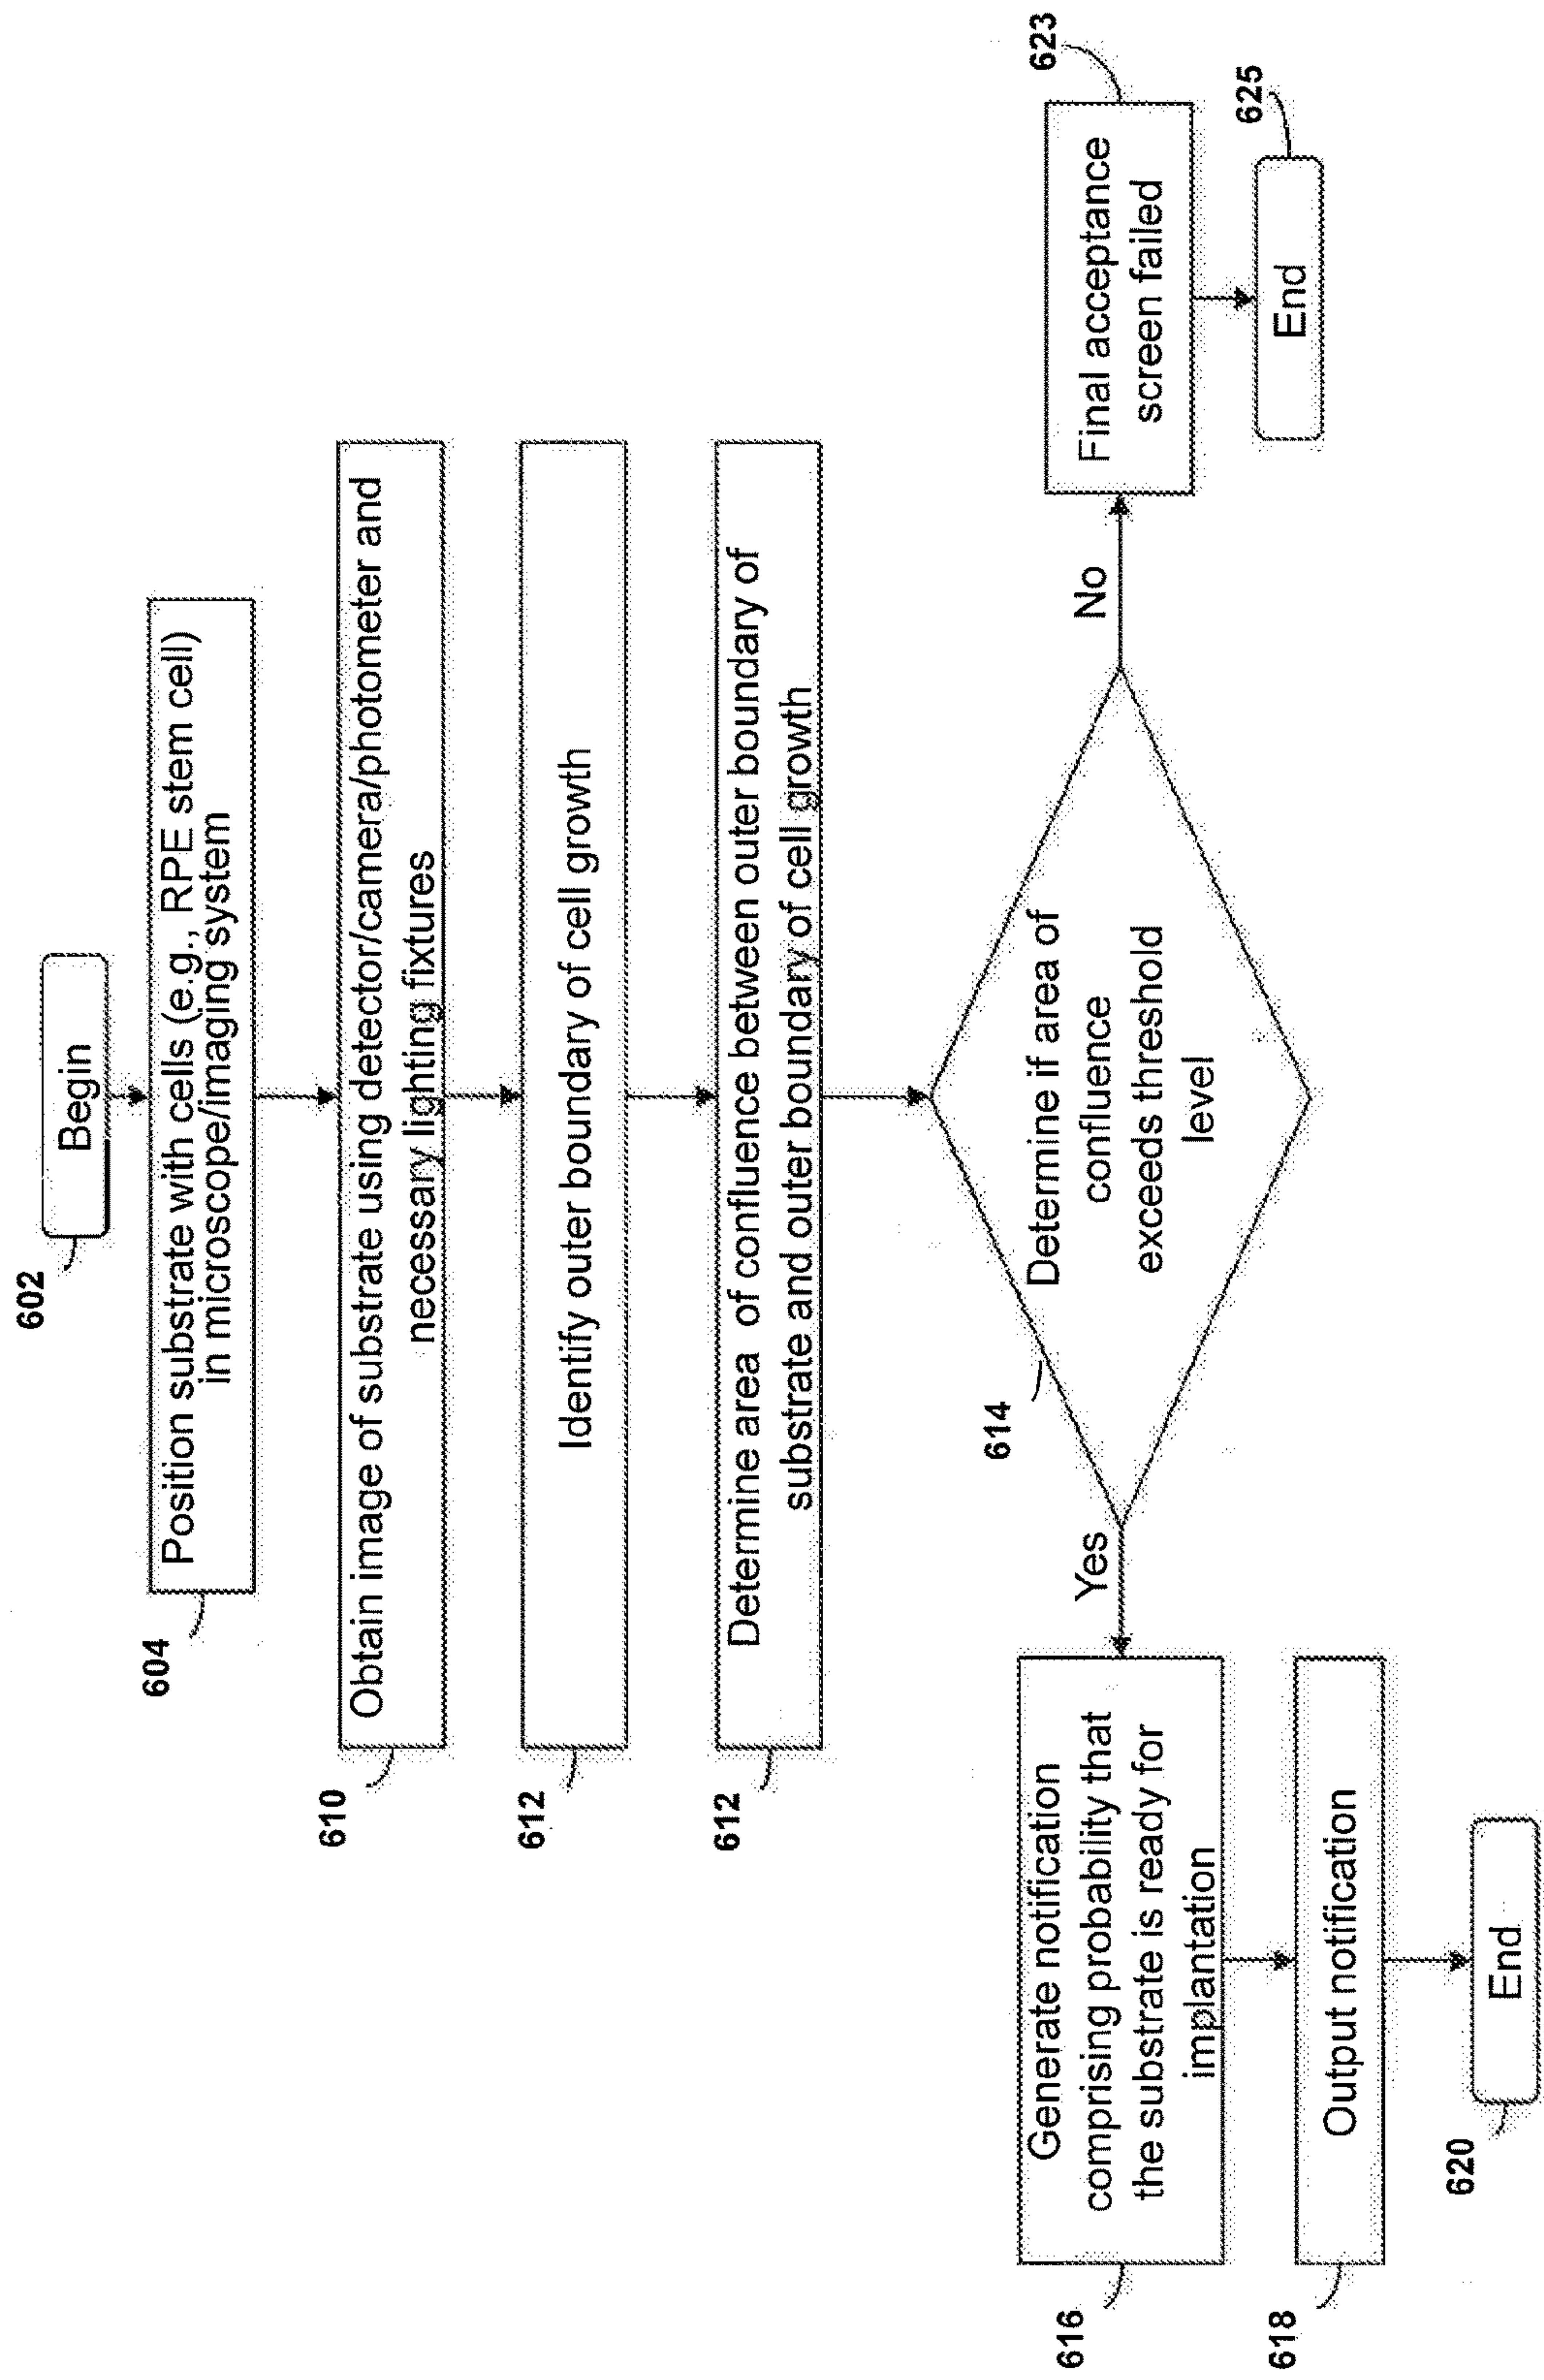 602
Begin
604
Position substrate with cells (e.g., RPE stem cell)
in microscope/imaging system
610
Obtain image of substrate using detector/camera/photometer and
necessary lighting fixtures
612
Identify outer boundary of cell growth
612
Determine area of confluence between outer boundary of
substrate and outer boundary of cell growth
614
Determine if area of
confluence
exceeds threshold
level
Yes
No
616
Generate notification
comprising probability that
the substrate is ready for
implantation
618
Output notification
620
End
623
Final acceptance
screen failed
625
End